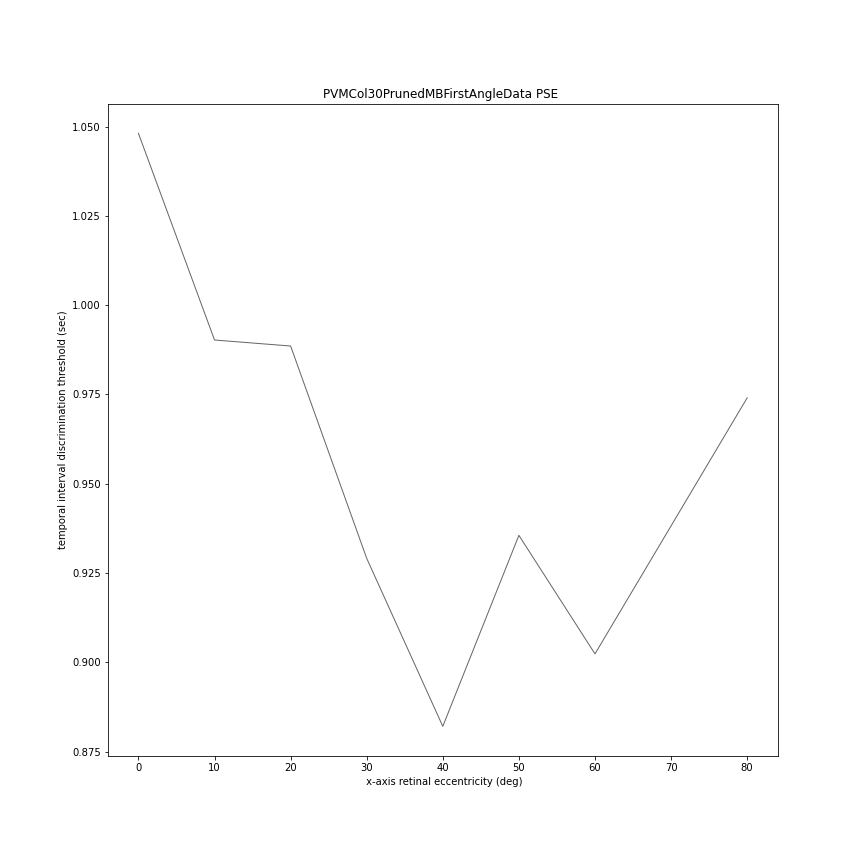 PVMCol30PrunedMBFirstAngleData PSE
temporal interval discrimination threshold (sec)
1.050
1.025
1.000
0.975
0.950
0.925
0.900
0.875
0 10 20 30 40 50 60 70 80
x-axis retinal eccentricity (deg)